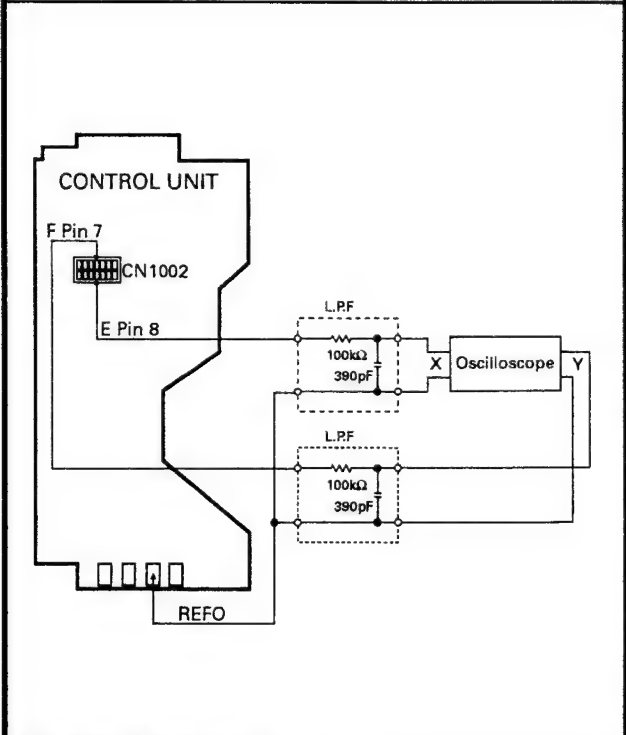 CONTROL UNIT
F Pin 7
CN1002
E Pin 8
L.P.F
100kΩ
390pF
X Oscilloscope Y
L.P.F
100kΩ
390pF
REFO